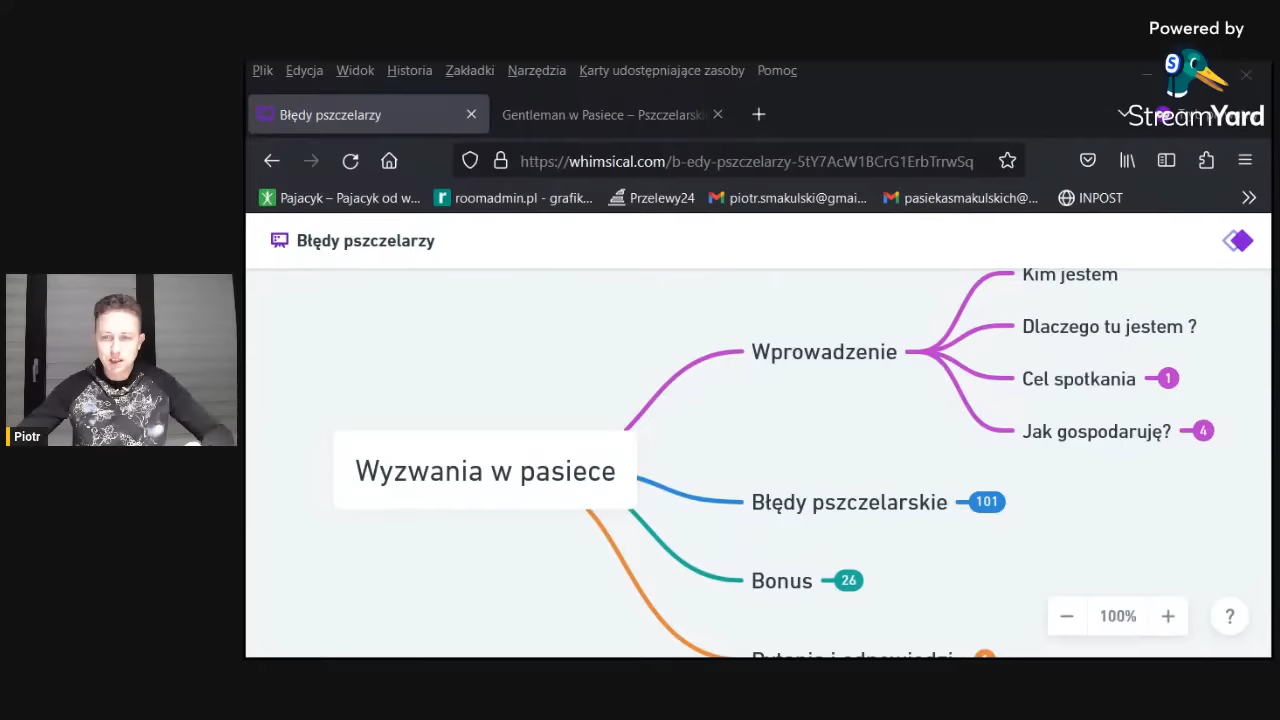 Powered by
StreamYard
Plik Edycja Widok Historia Zakładki Narzędzia Karty udostępniające zasoby Pomoc
Błędy pszczelarzy
Gentleman w Pasiece – Pszczelarski
https://whimsical.com/b-edy-pszczelarzy-5tY7AcW1BCrG1ErbTrrwSq
Pajacyk – Pajacyk od w...
roomadmin.pl - grafik...
Przelewy24
piotr.smakulski@gmai...
pasiekasmakulskich@...
INPOST
Błędy pszczelarzy
Kim jestem
Dlaczego tu jestem ?
Wprowadzenie
Cel spotkania 1
Jak gospodaruję? 4
Piotr
Wyzwania w pasiece
Błędy pszczelarskie 101
Bonus 26
100%
?
Pytania i odpowiedzi